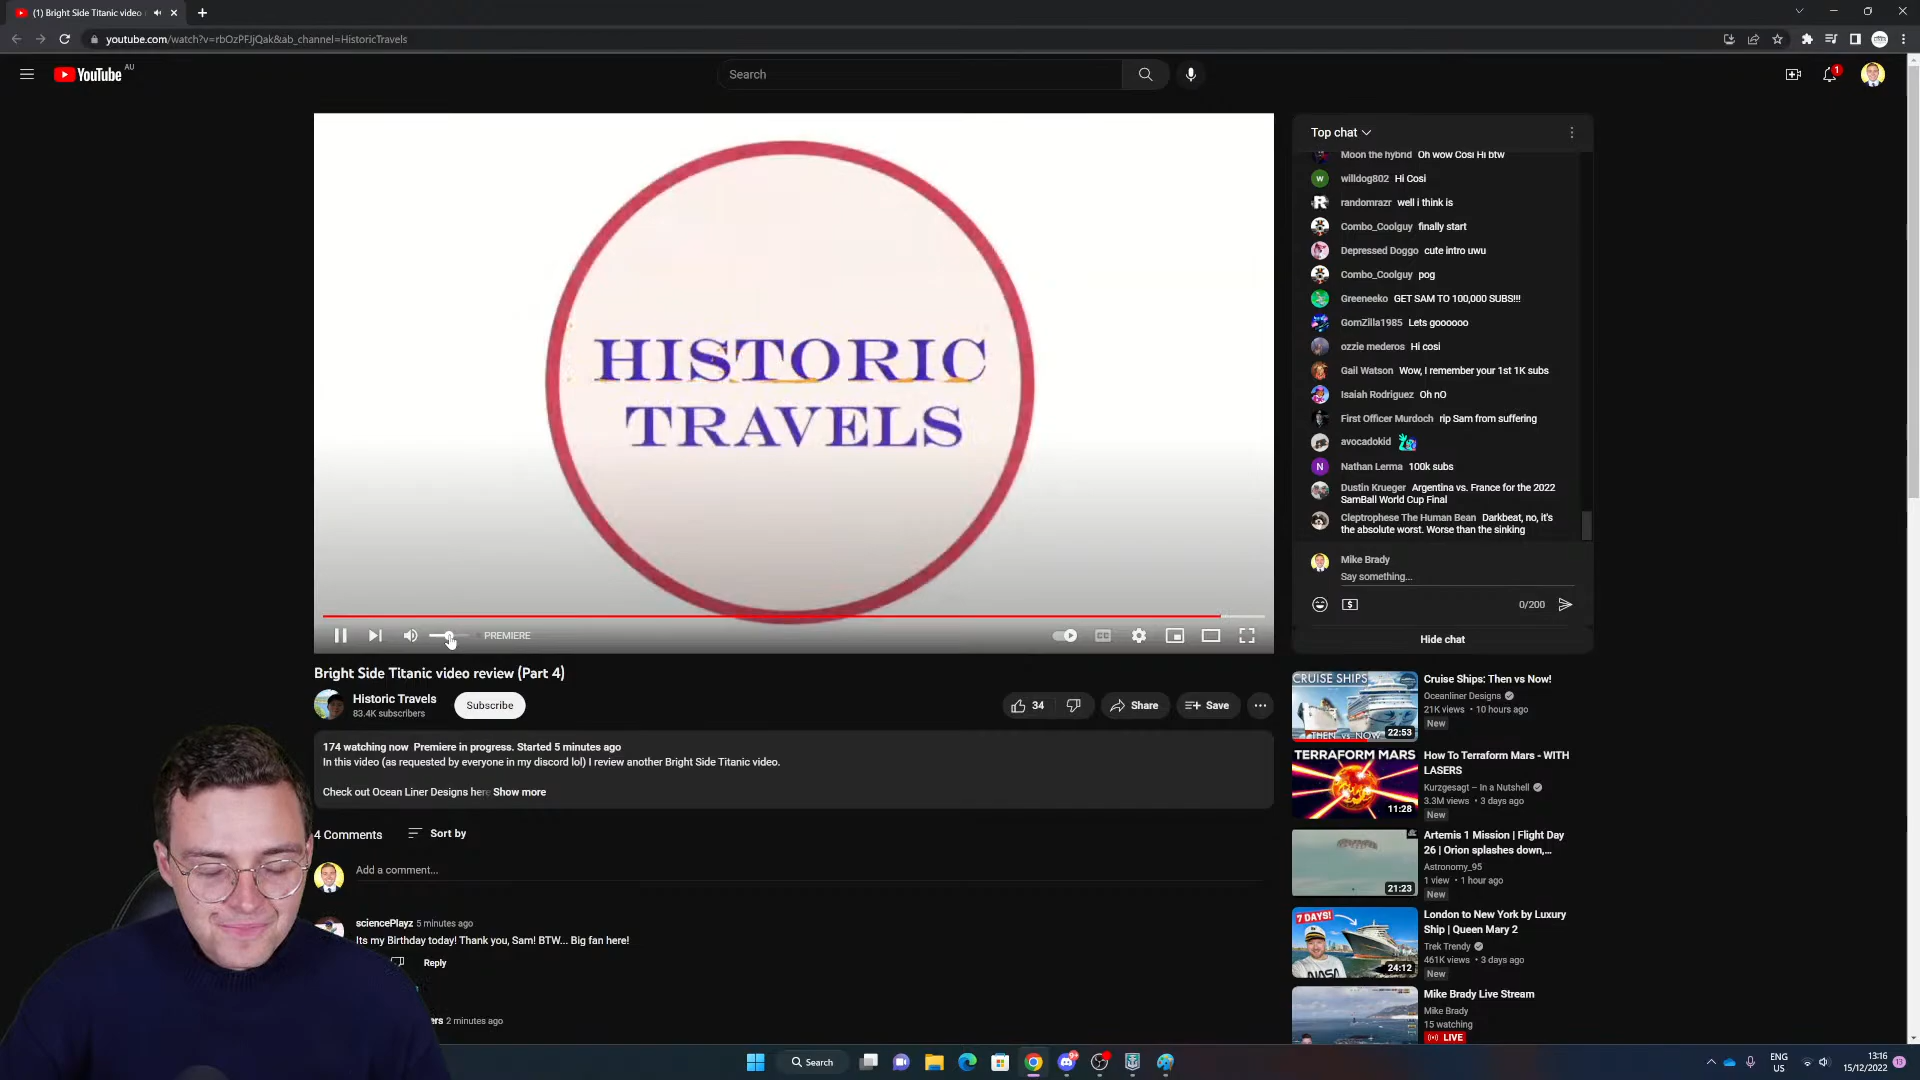 (1) Bright Side Titanic video
youtube.com/watch?v=rbOzPFJjQak&ab_channel=HistoricTravels
YouTube AU
Search
1
HISTORIC
TRAVELS
PREMIERE
Bright Side Titanic video review (Part 4)
Historic Travels
83.4K subscribers
Subscribe
34
Share
Save
174 watching now Premiere in progress. Started 5 minutes ago
In this video (as requested by everyone in my discord lol) I review another Bright Side Titanic video.
Check out Ocean Liner Designs here Show more
4 Comments
Sort by
Add a comment...
sciencePlayz 5 minutes ago
Its my Birthday today! Thank you, Sam! BTW... Big fan here!
Reply
ers 2 minutes ago
Top chat
Moon the hybrid Oh wow Cosi Hi btw
willdog802 Hi Cosi
randomrazr well i think is
Combo_Coolguy finally start
Depressed Doggo cute intro uwu
Combo_Coolguy pog
Greeneeko GET SAM TO 100,000 SUBS!!!
GomZilla1985 Lets goooooo
ozzie mederos Hi cosi
Gail Watson Wow, I remember your 1st 1K subs
Isaiah Rodriguez Oh nO
First Officer Murdoch rip Sam from suffering
avocadokid
Nathan Lerma 100k subs
Dustin Krueger Argentina vs. France for the 2022
SamBall World Cup Final
Cleptrophese The Human Bean Darkbeat, no, it's
the absolute worst. Worse than the sinking
Mike Brady
Say something...
0/200
Hide chat
CRUISE SHIPS
THEN vs NOW
22:53
Cruise Ships: Then vs Now!
Oceanliner Designs
21K views • 10 hours ago
New
TERRAFORM MARS
11:28
How To Terraform Mars - WITH
LASERS
Kurzgesagt – In a Nutshell
3.3M views • 3 days ago
New
21:23
Artemis 1 Mission | Flight Day
26 | Orion splashes down,...
Astronomy_95
1 view • 1 hour ago
New
7 DAYS!
NASA
24:12
London to New York by Luxury
Ship | Queen Mary 2
Trek Trendy
461K views • 3 days ago
New
Mike Brady Live Stream
Mike Brady
15 watching
LIVE
Search
ENG
US
13:16
15/12/2022
13